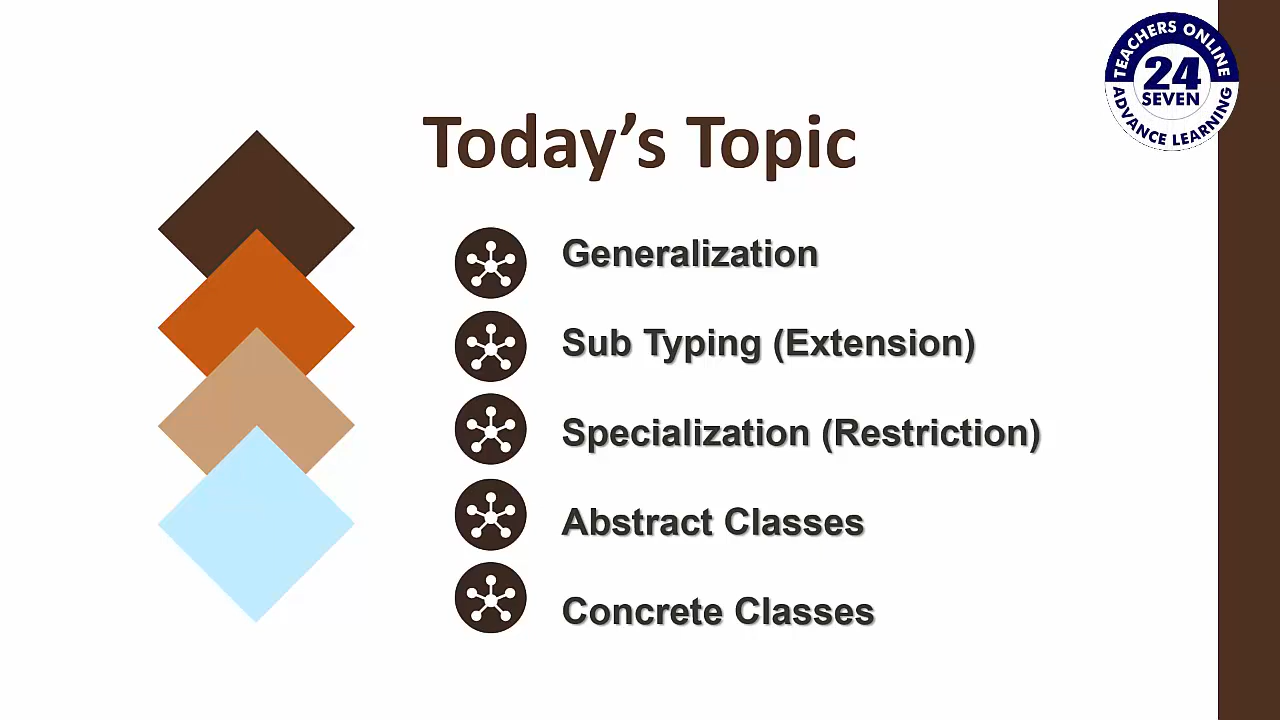 TEACHERS ONLINE
24
SEVEN
ADVANCE LEARNING
Today’s Topic
Generalization
Sub Typing (Extension)
Specialization (Restriction)
Abstract Classes
Concrete Classes